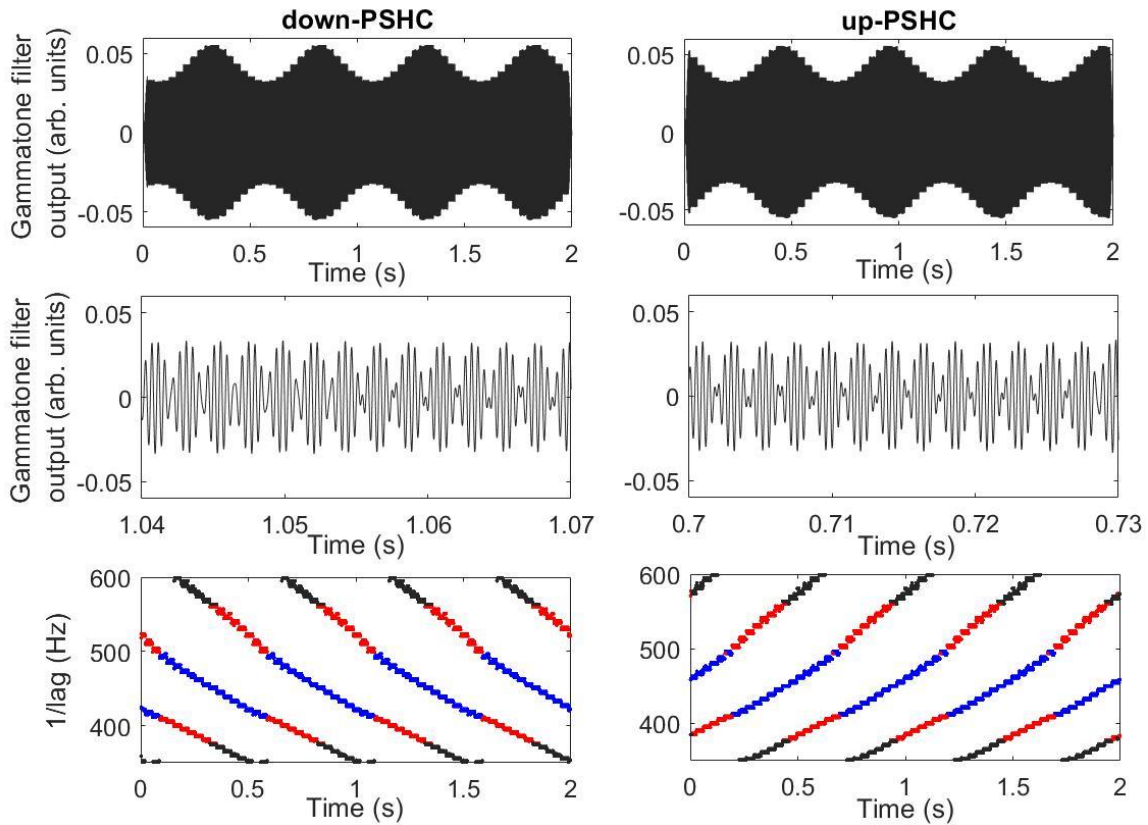 down-PSHC
up-PSHC
Gammatone filter
output (arb. units)
0.05
0
-0.05
0 0.5 1 1.5 2
Time (s)
0.05
0
-0.05
0 0.5 1 1.5 2
Time (s)
Gammatone filter
output (arb. units)
0.05
0
-0.05
1.04 1.05 1.06 1.07
Time (s)
0.05
0
-0.05
0.7 0.71 0.72 0.73
Time (s)
1/lag (Hz)
600
500
400
0 0.5 1 1.5 2
Time (s)
600
500
400
0 0.5 1 1.5 2
Time (s)